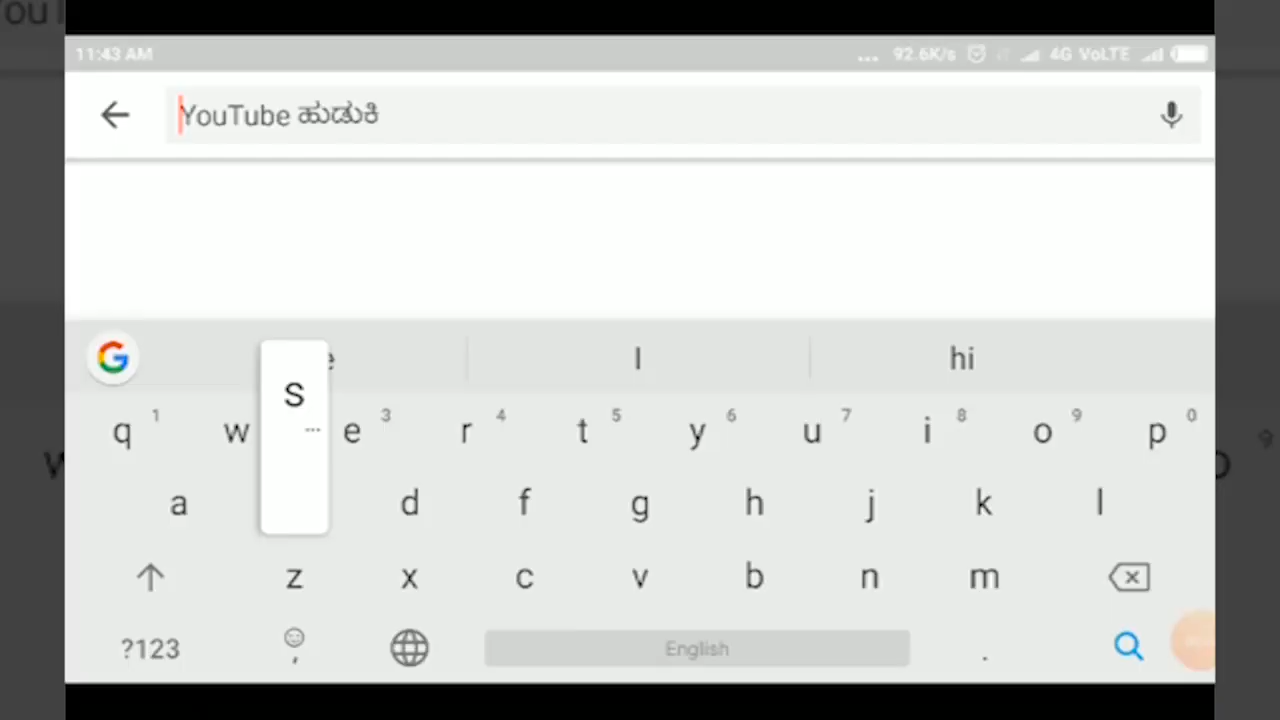 11:43 AM ... 92.6K/s 4G VoLTE
YouTube ಹುಡುಕಿ
I hi
q 1 w e 3 r 4 t 5 y 6 u 7 i 8 o 9 p 0
S ...
a d f g h j k l
z x c v b n m
?123 , English .